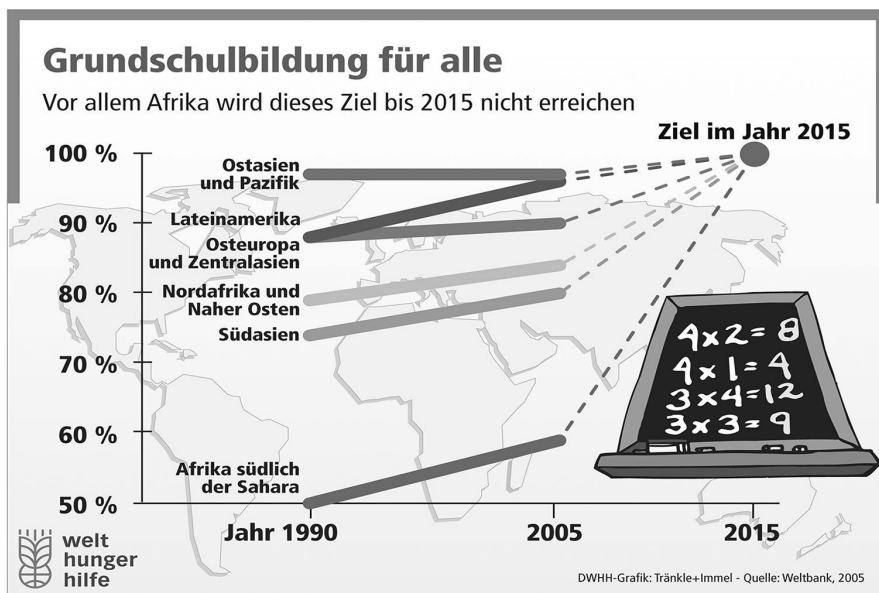 Grundschulbildung für alle
Vor allem Afrika wird dieses Ziel bis 2015 nicht erreichen
Ziel im Jahr 2015
100 %
90 %
80 %
70 %
60 %
50 %
Ostasien
und Pazifik
Lateinamerika
Osteuropa
und Zentralasien
Nordafrika und
Naher Osten
Südasien
Afrika südlich
der Sahara
4x2=8
4x1=4
3x4=12
3x3=9
Jahr 1990
2005
2015
welt
hunger
hilfe
DWHH-Grafik: Tränkle+Immel - Quelle: Weltbank, 2005